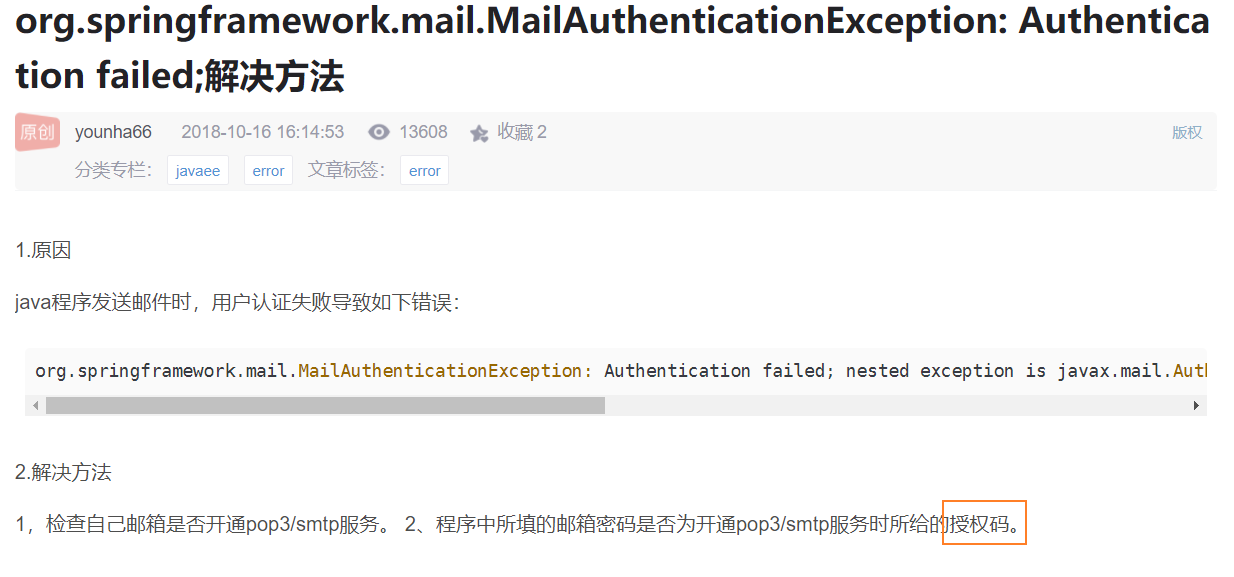 org.springframework.mail.MailAuthenticationException: Authentica
tion failed;解决方法
原创 younha66 2018-10-16 16:14:53 13608 收藏 2 版权
分类专栏： javaee error 文章标签： error
1.原因
java程序发送邮件时，用户认证失败导致如下错误：
org.springframework.mail.MailAuthenticationException: Authentication failed; nested exception is javax.mail.Aut
2.解决方法
1，检查自己邮箱是否开通pop3/smtp服务。 2、程序中所填的邮箱密码是否为开通pop3/smtp服务时所给的授权码。